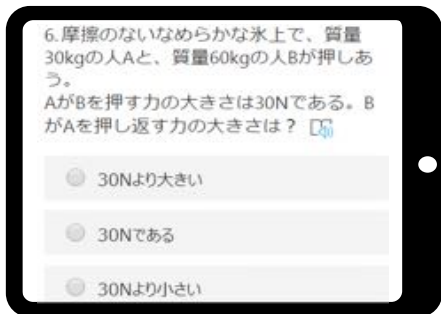 6.摩擦のないなめらかな氷上で、質量
30kgの人Aと、質量60kgの人Bが押しあ
う。
AがBを押す力の大きさは30Nである。B
がAを押し返す力の大きさは？
30Nより大きい
30Nである
30Nより小さい